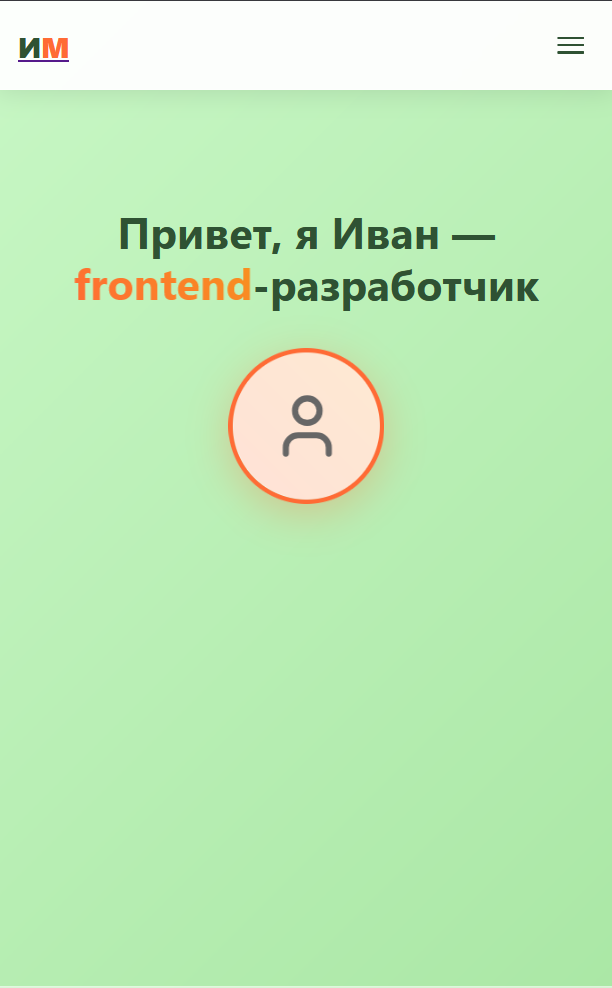 им
Привет, я Иван —
frontend-разработчик